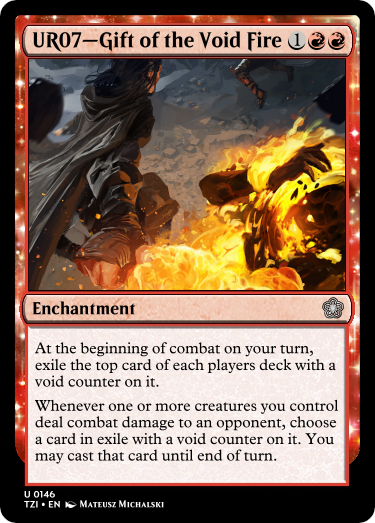 UR07—Gift of the Void Fire 1
Enchantment
At the beginning of combat on your turn,
exile the top card of each players deck with a
void counter on it.
Whenever one or more creatures you control
deal combat damage to an opponent, choose
a card in exile with a void counter on it. You
may cast that card until end of turn.
U 0146
TZI • EN Mateusz Michalski